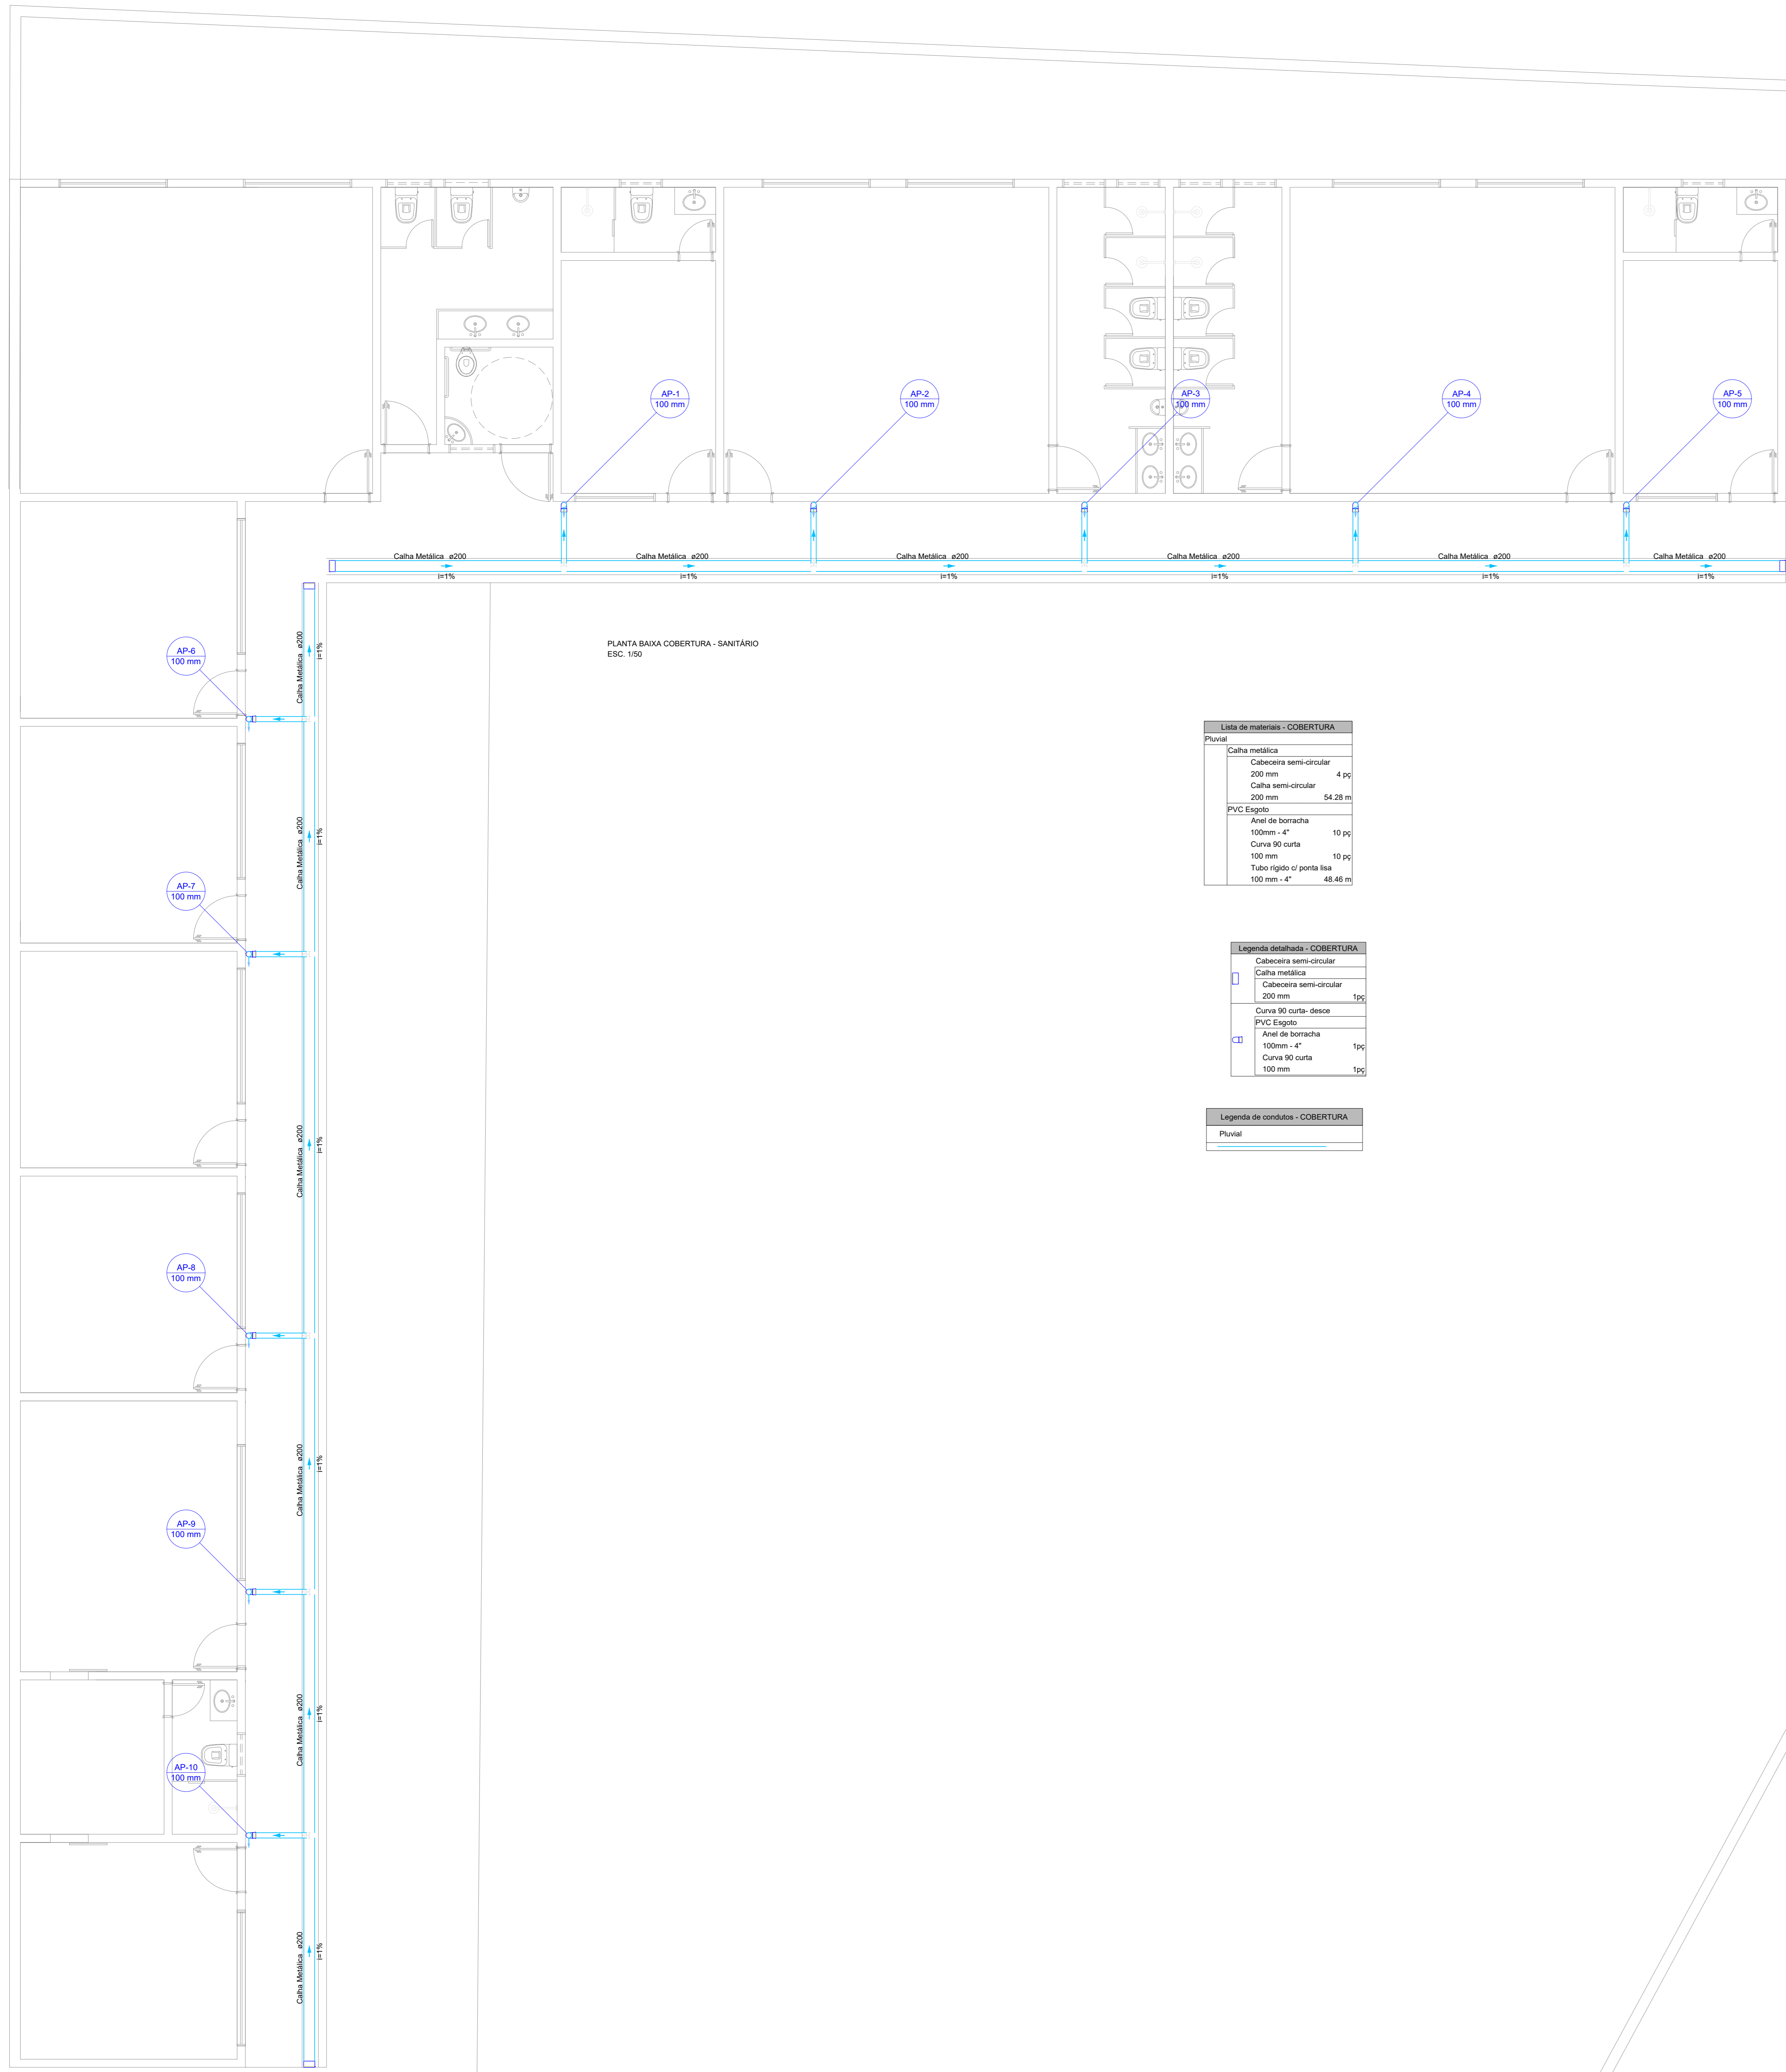 AP-1
100 mm
AP-2
100 mm
AP-3
100 mm
AP-4
100 mm
AP-5
100 mm
Calha Metálica ø200
Calha Metálica ø200
Calha Metálica ø200
Calha Metálica ø200
Calha Metálica ø200
Calha Metálica ø200
i=1%
i=1%
i=1%
i=1%
i=1%
i=1%
PLANTA BAIXA COBERTURA - SANITÁRIO
ESC. 1/50
AP-6
100 mm
Calha Metálica ø200
i=1%
AP-7
100 mm
Calha Metálica ø200
i=1%
AP-8
100 mm
Calha Metálica ø200
i=1%
AP-9
100 mm
Calha Metálica ø200
i=1%
AP-10
100 mm
Calha Metálica ø200
i=1%
Calha Metálica ø200
i=1%
Lista de materiais - COBERTURA
Pluvial
Calha metálica
Cabeceira semi-circular
200 mm 4 pç
Calha semi-circular
200 mm 54.28 m
PVC Esgoto
Anel de borracha
100mm - 4" 10 pç
Curva 90 curta
100 mm 10 pç
Tubo rígido c/ ponta lisa
100 mm - 4" 48.46 m
Legenda detalhada - COBERTURA
Cabeceira semi-circular
Calha metálica
Cabeceira semi-circular
200 mm 1pç
Curva 90 curta- desce
PVC Esgoto
Anel de borracha
100mm - 4" 1pç
Curva 90 curta
100 mm 1pç
Legenda de condutos - COBERTURA
Pluvial